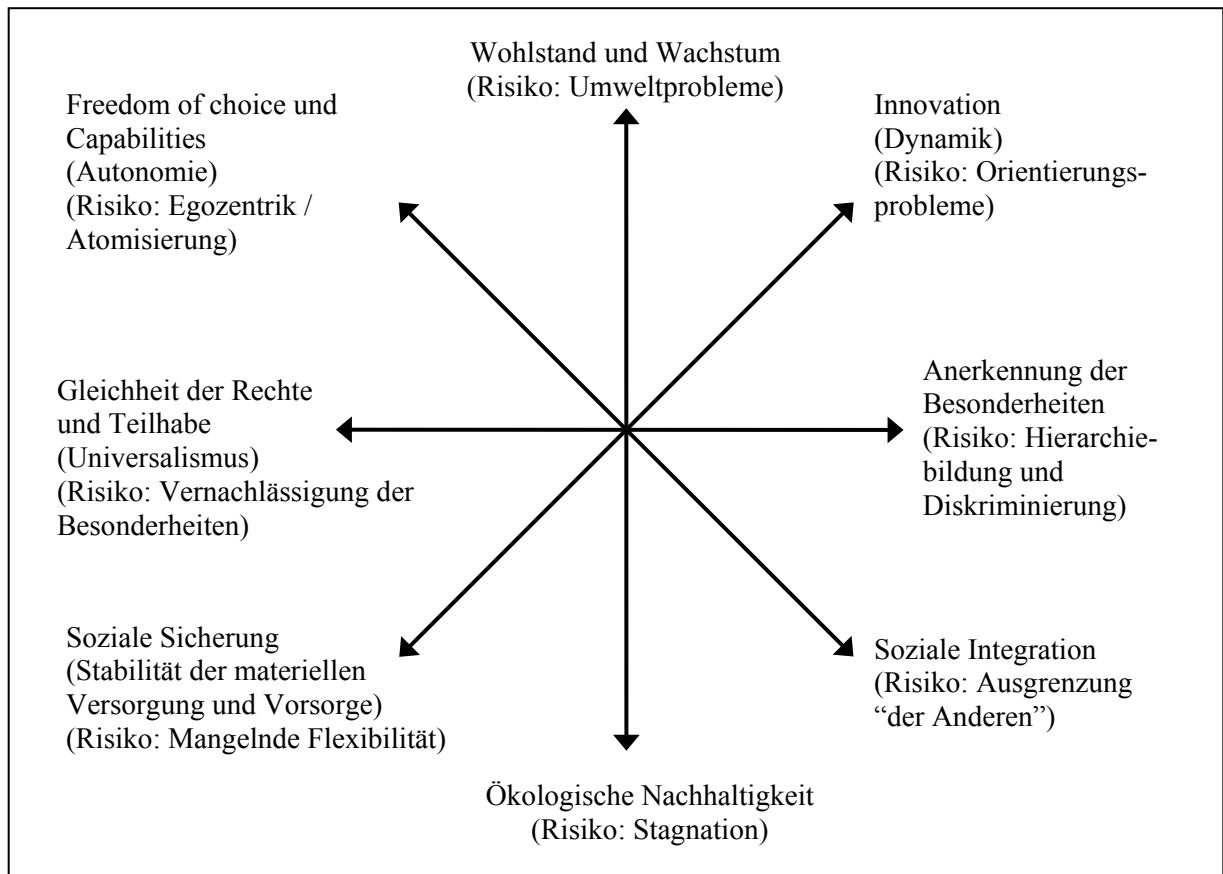 Wohlstand und Wachstum
(Risiko: Umweltprobleme)
Freedom of choice und
Capabilities
(Autonomie)
(Risiko: Egozentrik /
Atomisierung)
Innovation
(Dynamik)
(Risiko: Orientierungs-
probleme)
Gleichheit der Rechte
und Teilhabe
(Universalismus)
(Risiko: Vernachlässigung der
Besonderheiten)
Anerkennung der
Besonderheiten
(Risiko: Hierarchie-
bildung und
Diskriminierung)
Soziale Sicherung
(Stabilität der materiellen
Versorgung und Vorsorge)
(Risiko: Mangelnde Flexibilität)
Soziale Integration
(Risiko: Ausgrenzung
“der Anderen”)
Ökologische Nachhaltigkeit
(Risiko: Stagnation)